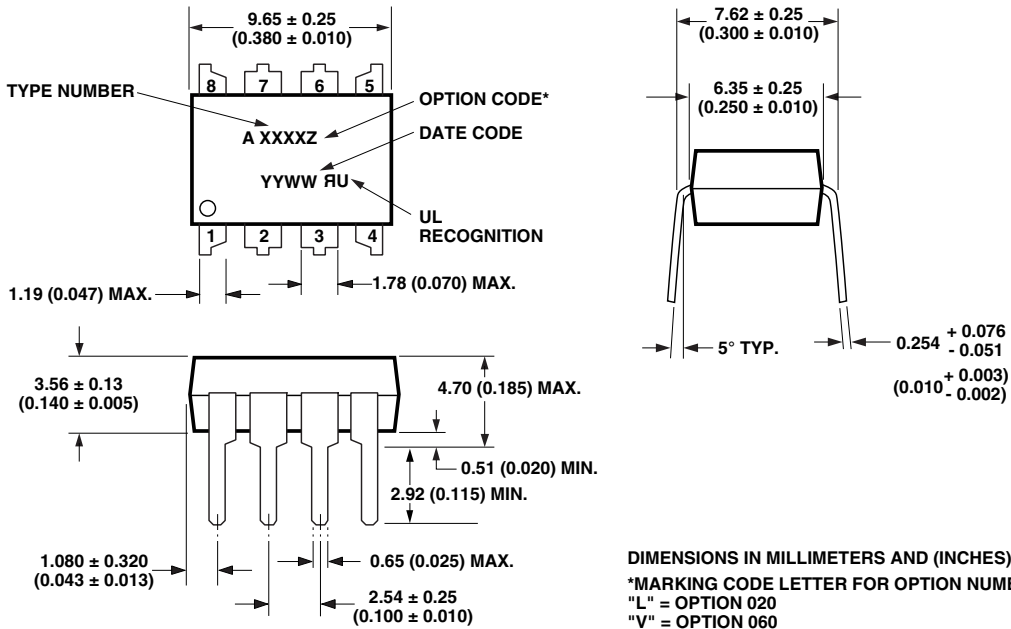 9.65 ± 0.25
(0.380 ± 0.010)
8 7 6 5
TYPE NUMBER
OPTION CODE*
A XXXXZ
DATE CODE
YYWW RU
UL
RECOGNITION
1 2 3 4
1.19 (0.047) MAX.
1.78 (0.070) MAX.
7.62 ± 0.25
(0.300 ± 0.010)
6.35 ± 0.25
(0.250 ± 0.010)
5° TYP.
0.254 + 0.076
- 0.051
(0.010 + 0.003)
- 0.002)
3.56 ± 0.13
(0.140 ± 0.005)
4.70 (0.185) MAX.
0.51 (0.020) MIN.
2.92 (0.115) MIN.
1.080 ± 0.320
(0.043 ± 0.013)
0.65 (0.025) MAX.
2.54 ± 0.25
(0.100 ± 0.010)
DIMENSIONS IN MILLIMETERS AND (INCHES)
*MARKING CODE LETTER FOR OPTION
"L" = OPTION 020
"V" = OPTION 060